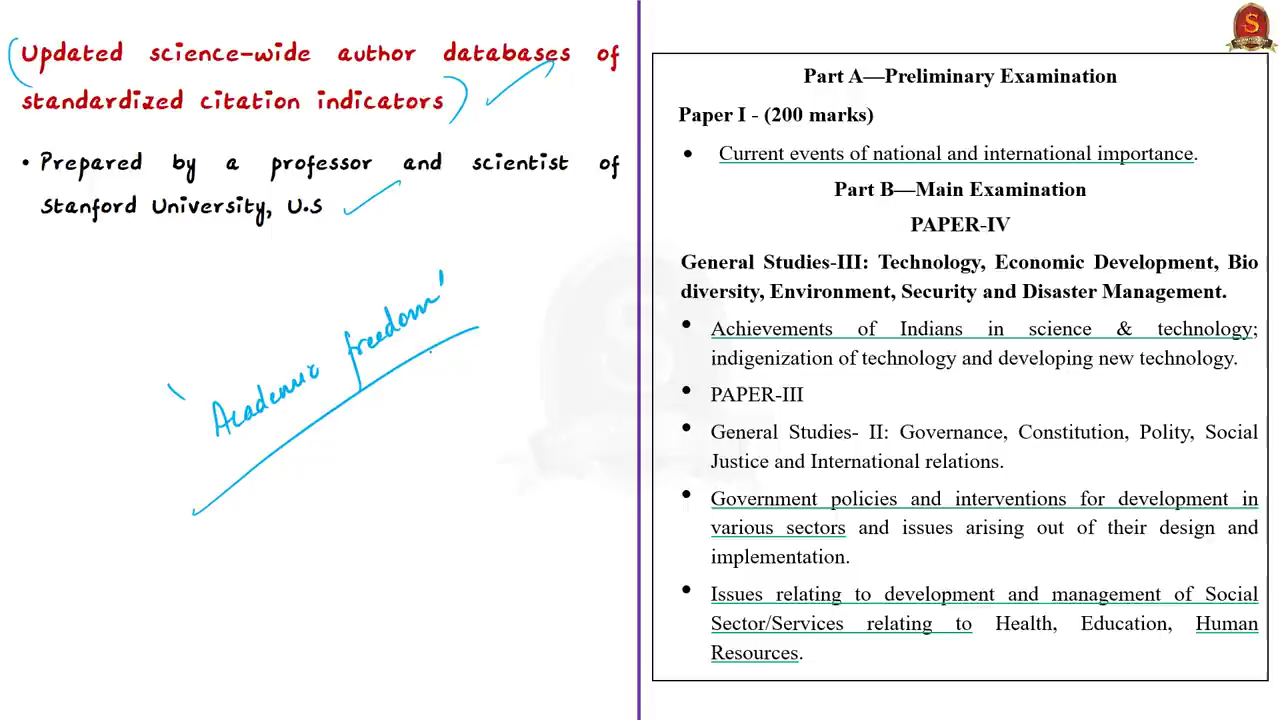 Updated science-wide author databases of
standardized citation indicators
• Prepared by a professor and scientist of
Stanford University, U.S
'Academic freedom'
Part A—Preliminary Examination
Paper I - (200 marks)
• Current events of national and international importance.
Part B—Main Examination
PAPER-IV
General Studies-III: Technology, Economic Development, Bio
diversity, Environment, Security and Disaster Management.
• Achievements of Indians in science & technology;
indigenization of technology and developing new technology.
• PAPER-III
• General Studies- II: Governance, Constitution, Polity, Social
Justice and International relations.
• Government policies and interventions for development in
various sectors and issues arising out of their design and
implementation.
• Issues relating to development and management of Social
Sector/Services relating to Health, Education, Human
Resources.